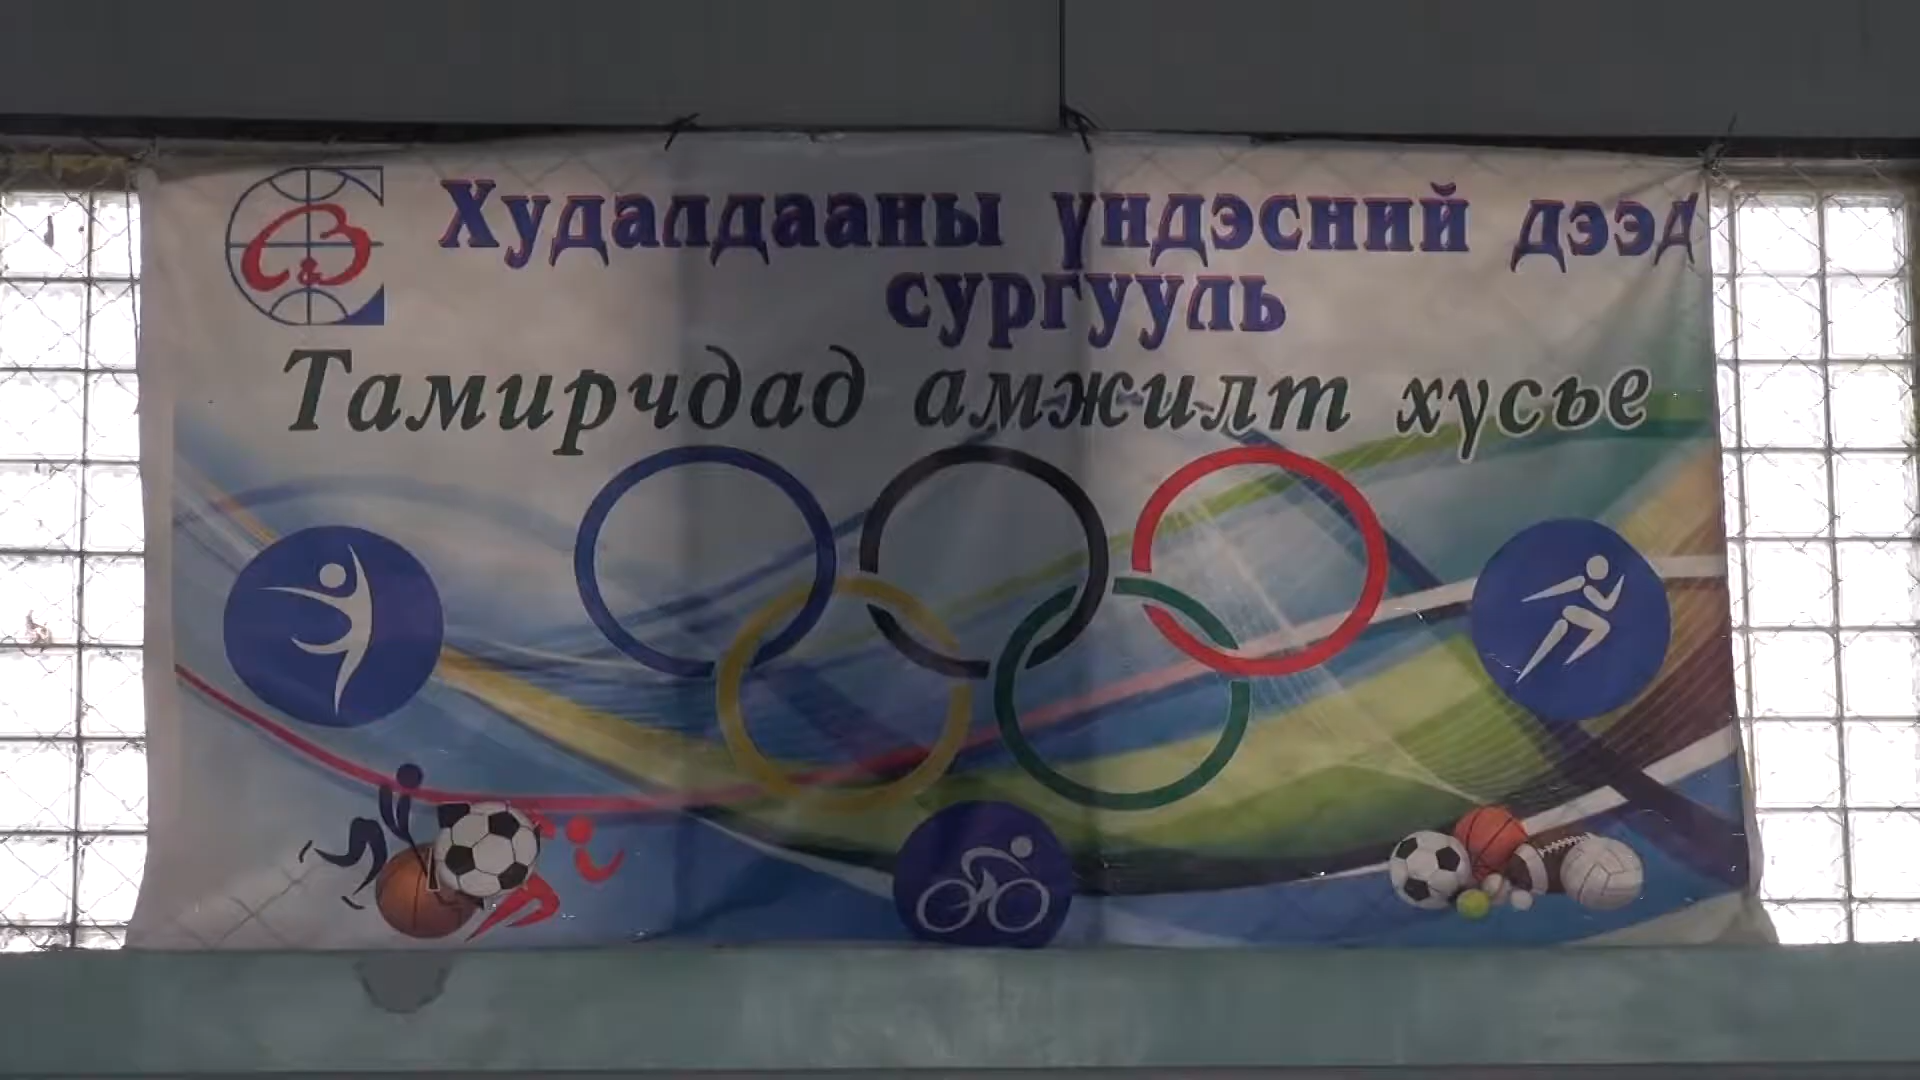 С&В
Худалдааны үндэсний дээд
сургууль
Тамирчдад амжилт хүсье